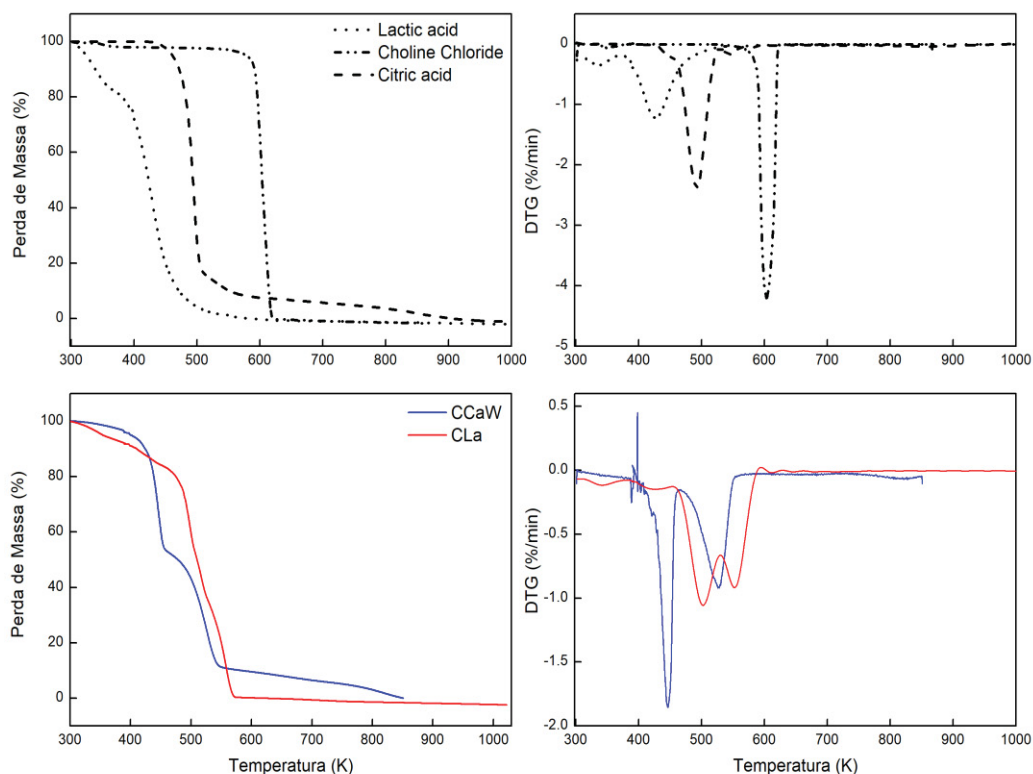 Lactic acid
Choline Chloride
Citric acid
Perda de Massa (%)
100
80
60
40
20
0
300 400 500 600 700 800 900 1000
DTG (%/min)
0
-1
-2
-3
-4
-5
300 400 500 600 700 800 900 1000
CCaW
CLa
Perda de Massa (%)
100
80
60
40
20
0
300 400 500 600 700 800 900 1000
Temperatura (K)
DTG (%/min)
0.5
0.0
-0.5
-1.0
-1.5
-2.0
300 400 500 600 700 800 900 1000
Temperatura (K)